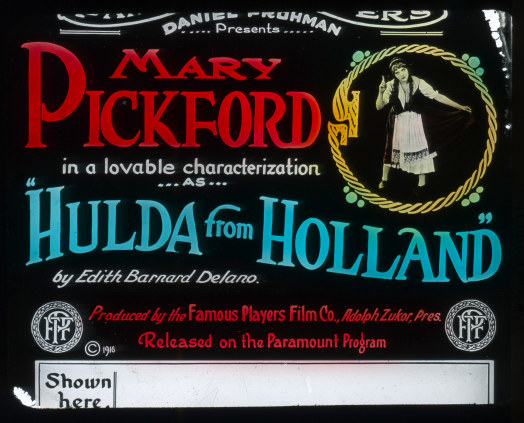 DANIEL FROHMAN
Presents
MARY
PICKFORD
in a lovable characterization
...AS...
"HULDA from HOLLAND"
by Edith Barnard Delano.
Produced by the Famous Players Film Co., Adolph Zukor, Pres.
Released on the Paramount Program
© 1916
Shown
here.